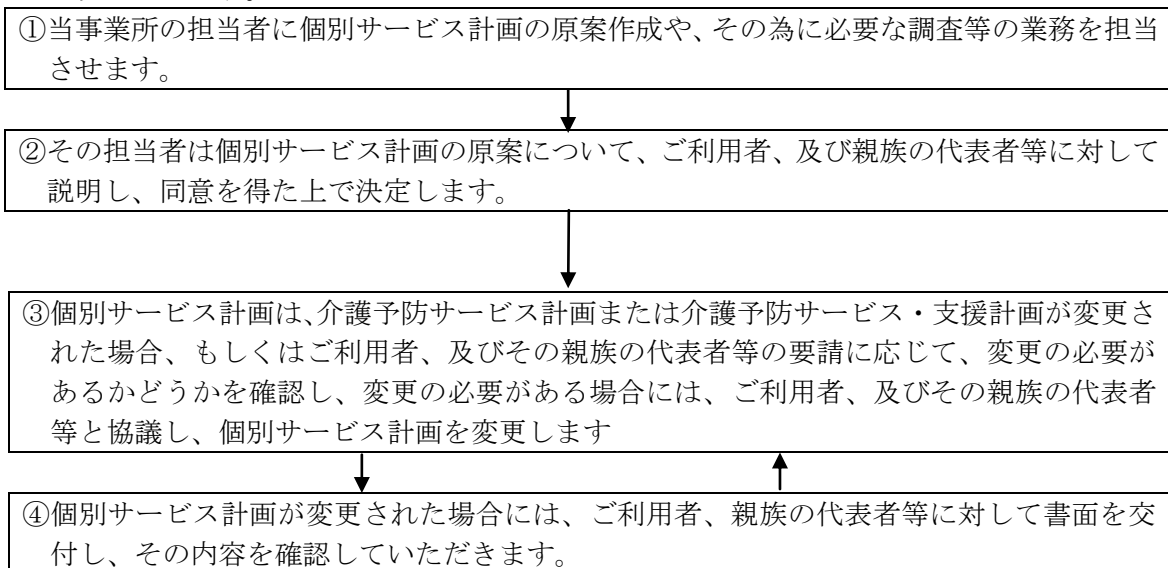 ①当事業所の担当者に個別サービス計画の原案作成や、その為に必要な調査等の業務を担当
させます。
②その担当者は個別サービス計画の原案について、ご利用者、及び親族の代表者等に対して
説明し、同意を得た上で決定します。
③個別サービス計画は、介護予防サービス計画または介護予防サービス・支援計画が変更さ
れた場合、もしくはご利用者、及びその親族の代表者等の要請に応じて、変更の必要が
あるかどうかを確認し、変更の必要がある場合には、ご利用者、及びその親族の代表者
等と協議し、個別サービス計画を変更します
④個別サービス計画が変更された場合には、ご利用者、親族の代表者等に対して書面を交
付し、その内容を確認していただきます。